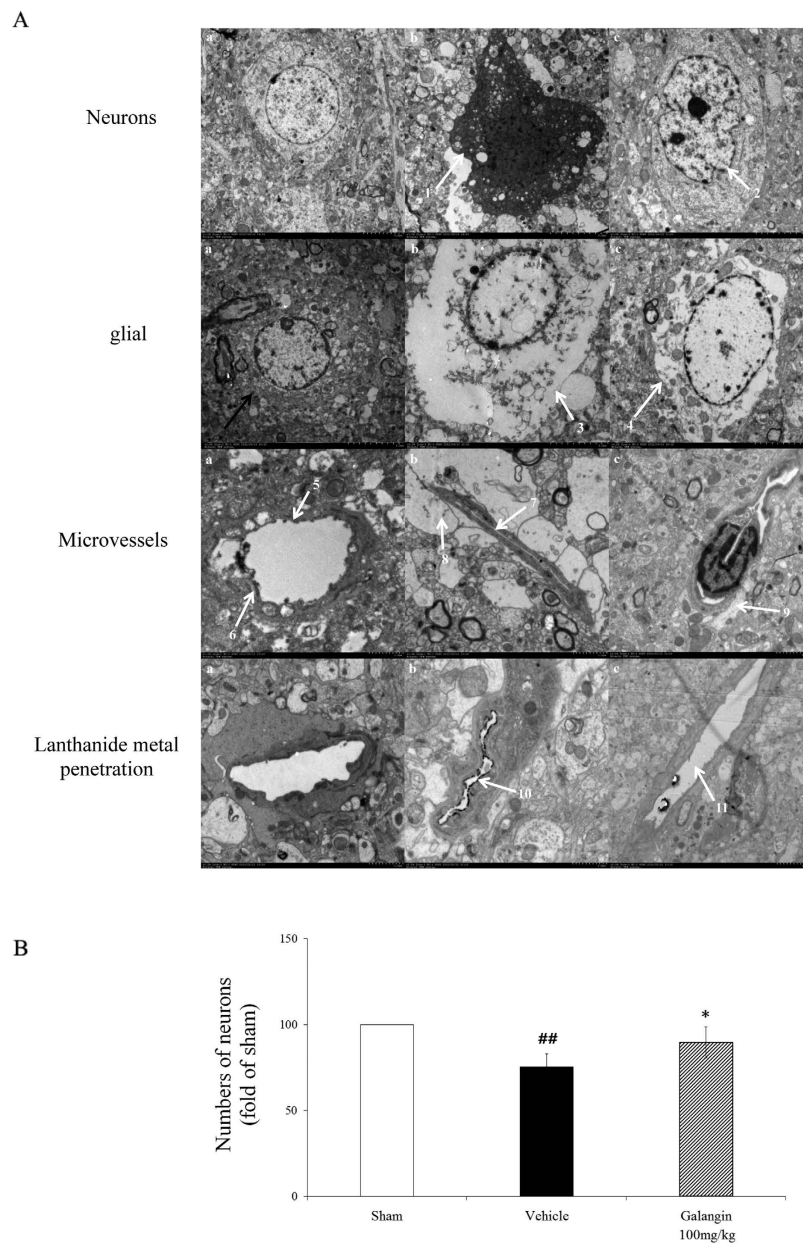 A
Neurons
a
b
c
1
2
glial
a
b
c
3
4
Microvessels
a
b
c
5
6
7
8
9
Lanthanide metal
penetration
a
b
c
10
11
B
Numbers of neurons
(fold of sham)
150
100
50
0
##
*
Sham
Vehicle
Galangin
100mg/kg